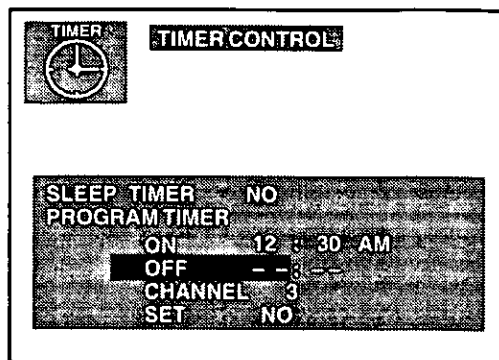 TIMER
TIMER CONTROL
SLEEP TIMER NO
PROGRAM TIMER
ON 12 : 30 AM
OFF – – : – –
CHANNEL 3
SET NO